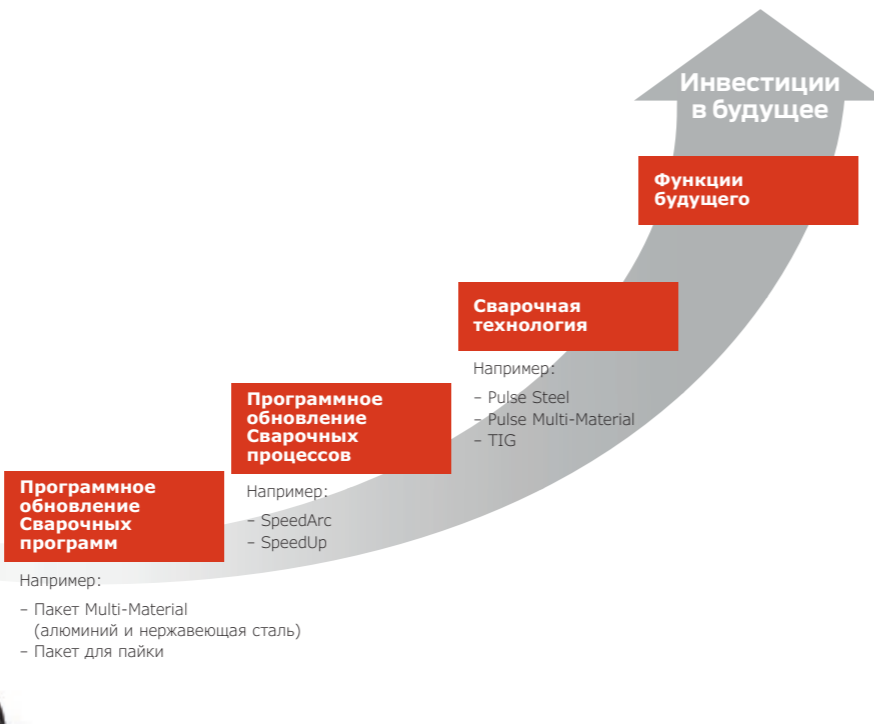 Инвестиции
в будущее
Функции
будущего
Сварочная
технология
Например:
– Pulse Steel
– Pulse Multi-Material
– TIG
Программное
обновление
Сварочных
процессов
Например:
– SpeedArc
– SpeedUp
Программное
обновление
Сварочных
программ
Например:
– Пакет Multi-Material
(алюминий и нержавеющая сталь)
– Пакет для пайки